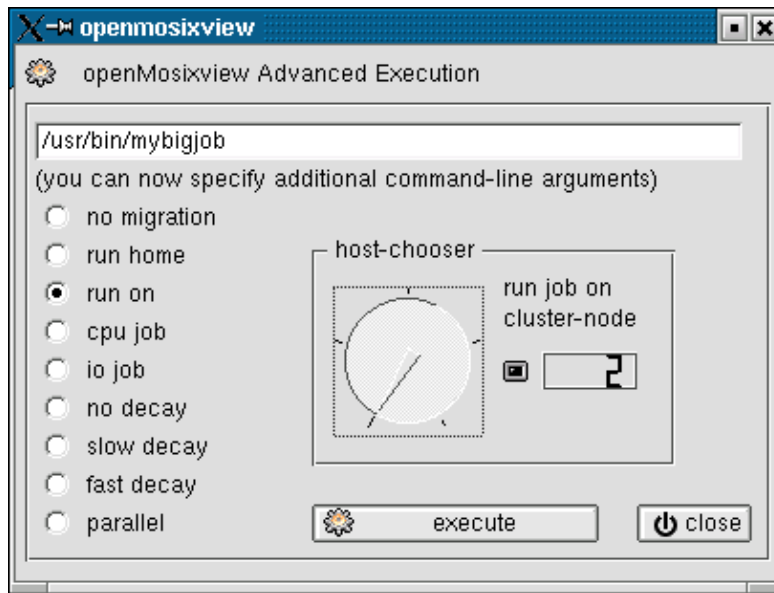 openmosixview
openMosixview Advanced Execution
/usr/bin/mybigjob
(you can now specify additional command-line arguments)
no migration
run home
run on
cpu job
io job
no decay
slow decay
fast decay
parallel
host-chooser
run job on
cluster-node
2
execute
close